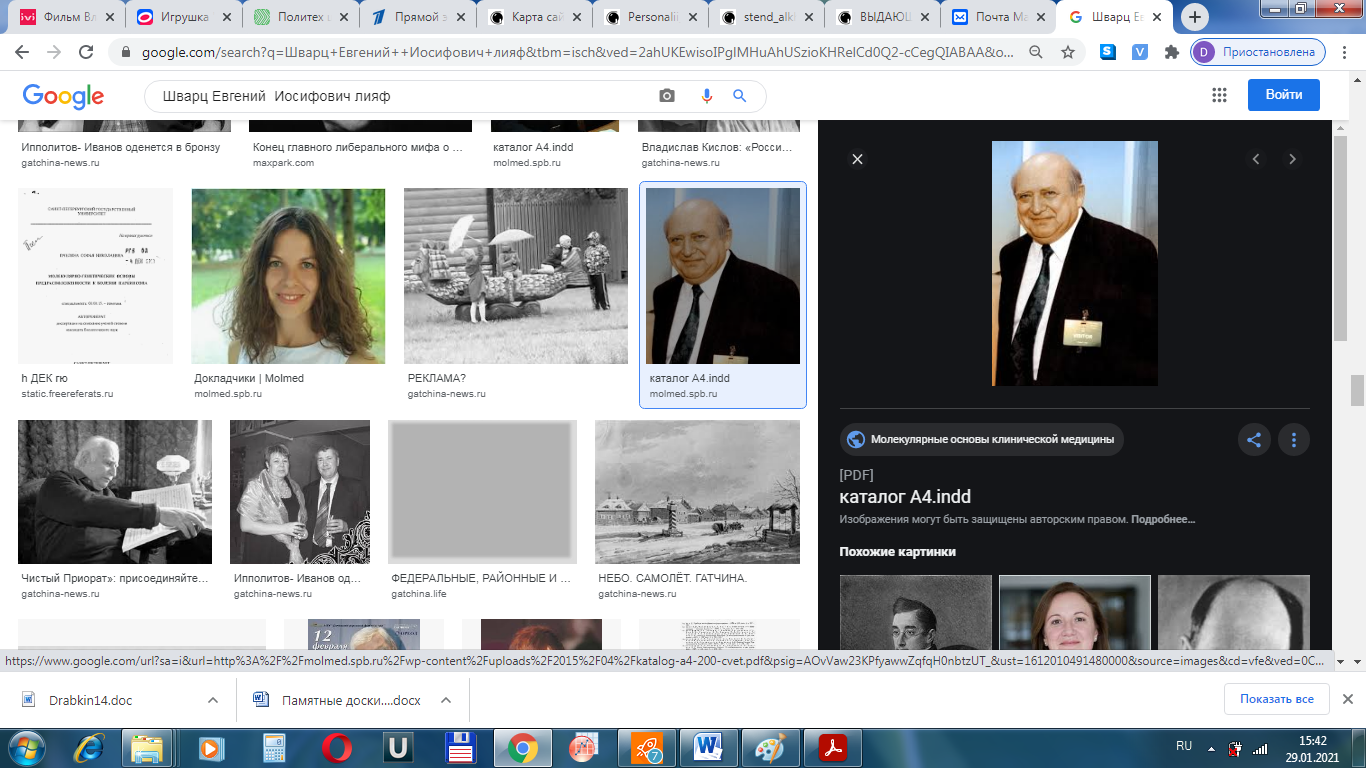 Фильм Вл
Игрушка
Политех ш
Прямой э
Карта сай
Personali
stend_alk
ВЫДАЮЩ
Почта Ма
Шварц Ев
google.com/search?q=Шварц+Евгений++Иосифович+лияф&tbm=isch&ved=2ahUKEwisoIPglMHuAhUSzioKHRelCd0Q2-cCegQIABAA&o...
Приостановлена
Google
Шварц Евгений  Иосифович лияф
Войти
Ипполитов- Иванов оденется в бронзу
gatchina-news.ru
Конец главного либерального мифа о ...
maxpark.com
каталог А4.indd
molmed.spb.ru
Владислав Кислов: «Росси...
gatchina-news.ru
h ДЕК гю
static.freereferats.ru
Докладчики | Molmed
molmed.spb.ru
РЕКЛАМА?
gatchina-news.ru
каталог А4.indd
molmed.spb.ru
Чистый Приорат»: присоединяйте...
gatchina-news.ru
Ипполитов- Иванов од...
gatchina-news.ru
ФЕДЕРАЛЬНЫЕ, РАЙОННЫЕ И ...
gatchina.life
НЕБО. САМОЛЁТ. ГАТЧИНА.
gatchina-news.ru
12
февраля
Молекулярные основы клинической медицины
[PDF]
каталог А4.indd
Изображения могут быть защищены авторским правом. Подробнее...
Похожие картинки
https://www.google.com/url?sa=i&url=http%3A%2F%2Fmolmed.spb.ru%2Fwp-content%2Fuploads%2F2015%2F04%2Fkatalog-a4-200-cvet.pdf&psig=AOvVaw23KPfyawwZqfqH0nbtzUT_&ust=1612010491480000&source=images&cd=vfe&ved=0C...
Drabkin14.doc
Памятные доски....docx
Показать все
RU
15:42
29.01.2021